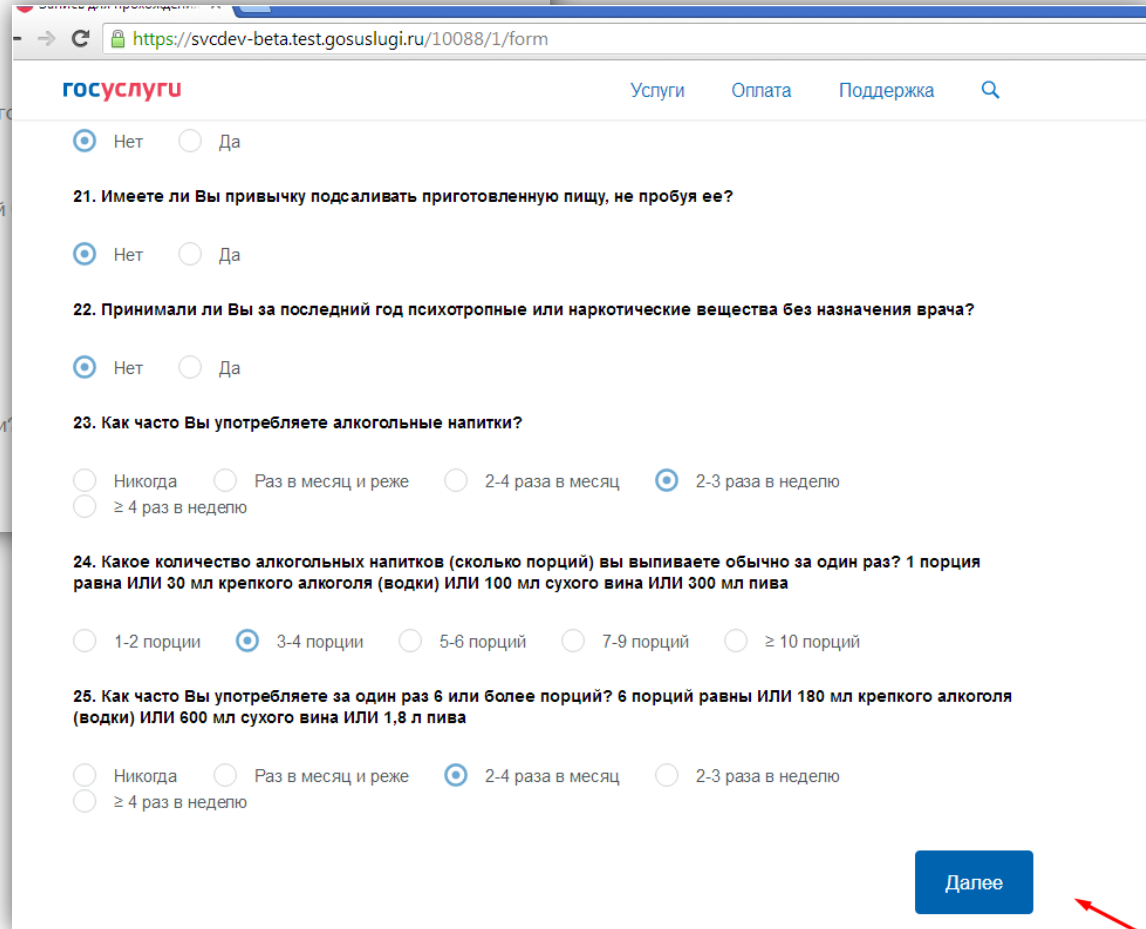 Запись для прохождени
https://svcdev-beta.test.gosuslugi.ru/10088/1/form
госуслуги Услуги Оплата Поддержка
Нет Да
21. Имеете ли Вы привычку подсаливать приготовленную пищу, не пробуя ее?
Нет Да
22. Принимали ли Вы за последний год психотропные или наркотические вещества без назначения врача?
Нет Да
23. Как часто Вы употребляете алкогольные напитки?
Никогда Раз в месяц и реже 2-4 раза в месяц 2-3 раза в неделю
≥ 4 раз в неделю
24. Какое количество алкогольных напитков (сколько порций) вы выпиваете обычно за один раз? 1 порция
равна ИЛИ 30 мл крепкого алкоголя (водки) ИЛИ 100 мл сухого вина ИЛИ 300 мл пива
1-2 порции 3-4 порции 5-6 порций 7-9 порций ≥ 10 порций
25. Как часто Вы употребляете за один раз 6 или более порций? 6 порций равны ИЛИ 180 мл крепкого алкоголя
(водки) ИЛИ 600 мл сухого вина ИЛИ 1,8 л пива
Никогда Раз в месяц и реже 2-4 раза в месяц 2-3 раза в неделю
≥ 4 раз в неделю
Далее